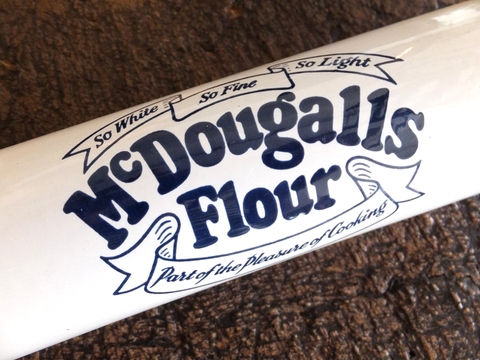 So White So Fine So Light
McDougalls
Flour
Part of the Pleasure of Cooking